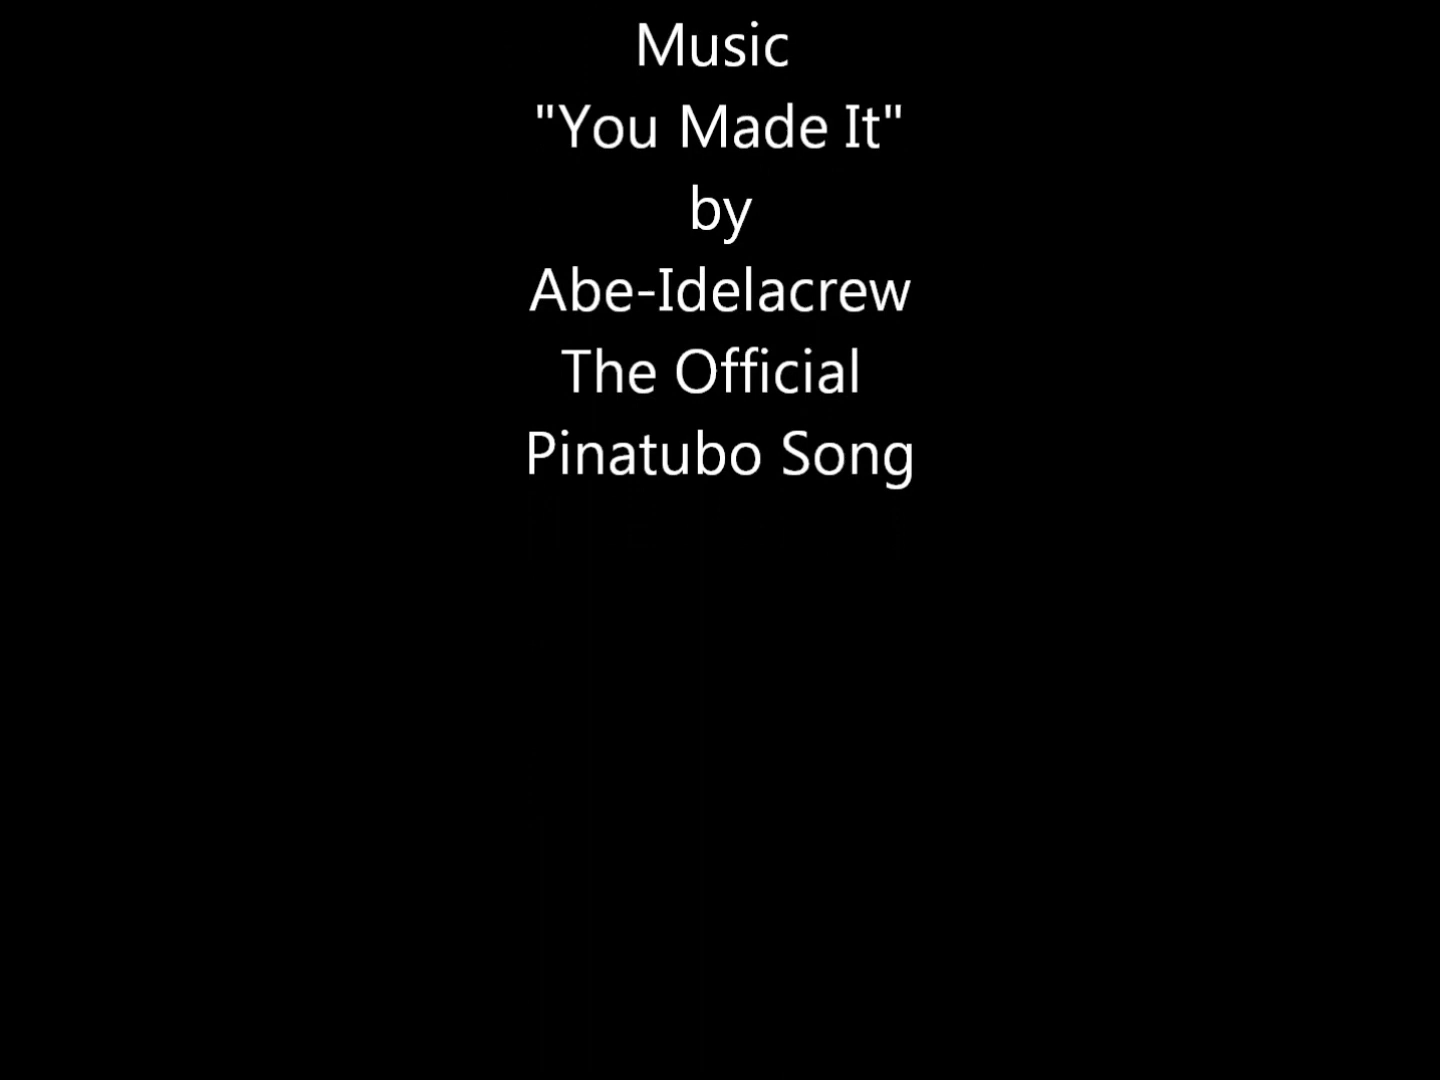 Music
"You Made It"
by
Abe-Idelacrew
The Official
Pinatubo Song